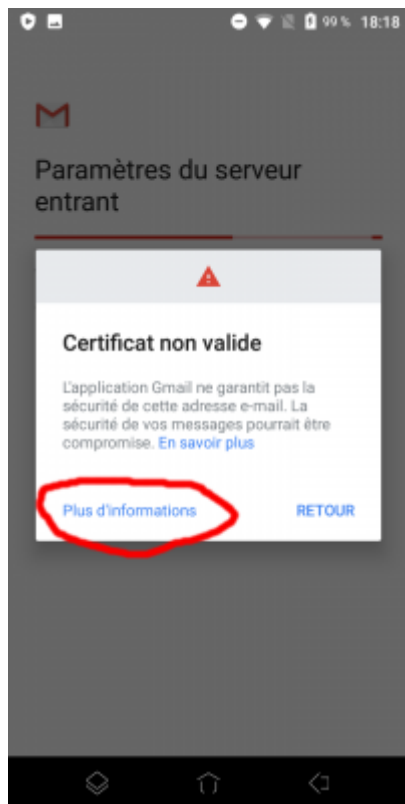 99 % 18:18
Paramètres du serveur
entrant
Certificat non valide
L'application Gmail ne garantit pas la
sécurité de cette adresse e-mail. La
sécurité de vos messages pourrait être
compromise. En savoir plus
Plus d'informations RETOUR